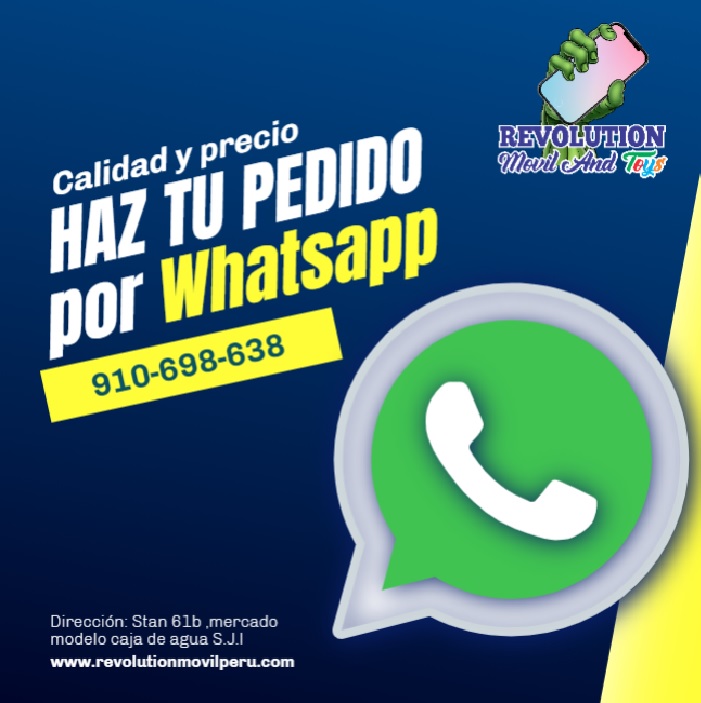 REVOLUTION
Movil And Toys
Calidad y precio
HAZ TU PEDIDO
por Whatsapp
910-698-638
Dirección: Stan 61b ,mercado
modelo caja de agua S.J.l
www.revolutionmovilperu.com